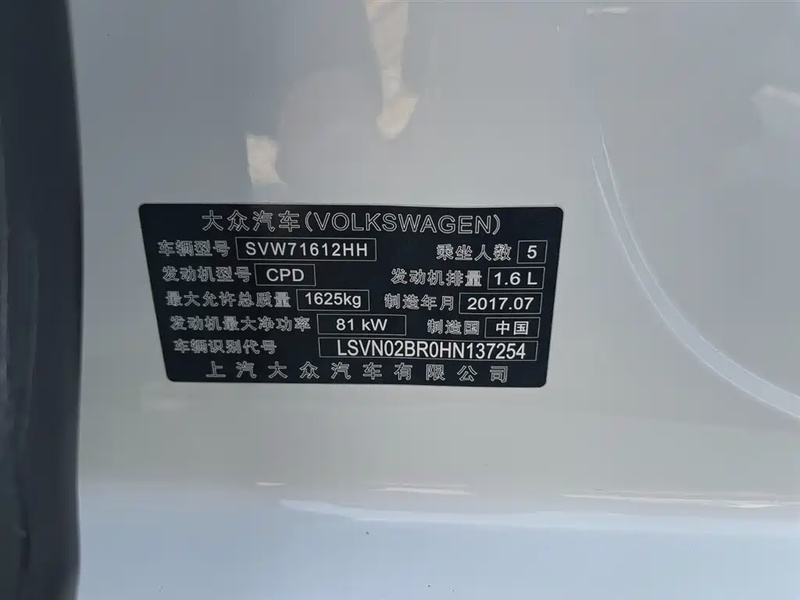 大众汽车(VOLKSWAGEN)
车辆型号 SVW71612HH 乘坐人数 5
发动机型号 CPD 发动机排量 1.6 L
最大允许总质量 1625kg 制造年月 2017.07
发动机最大净功率 81 kW 制造国 中国
车辆识别代号 LSVN02BR0HN137254
上汽大众汽车有限公司